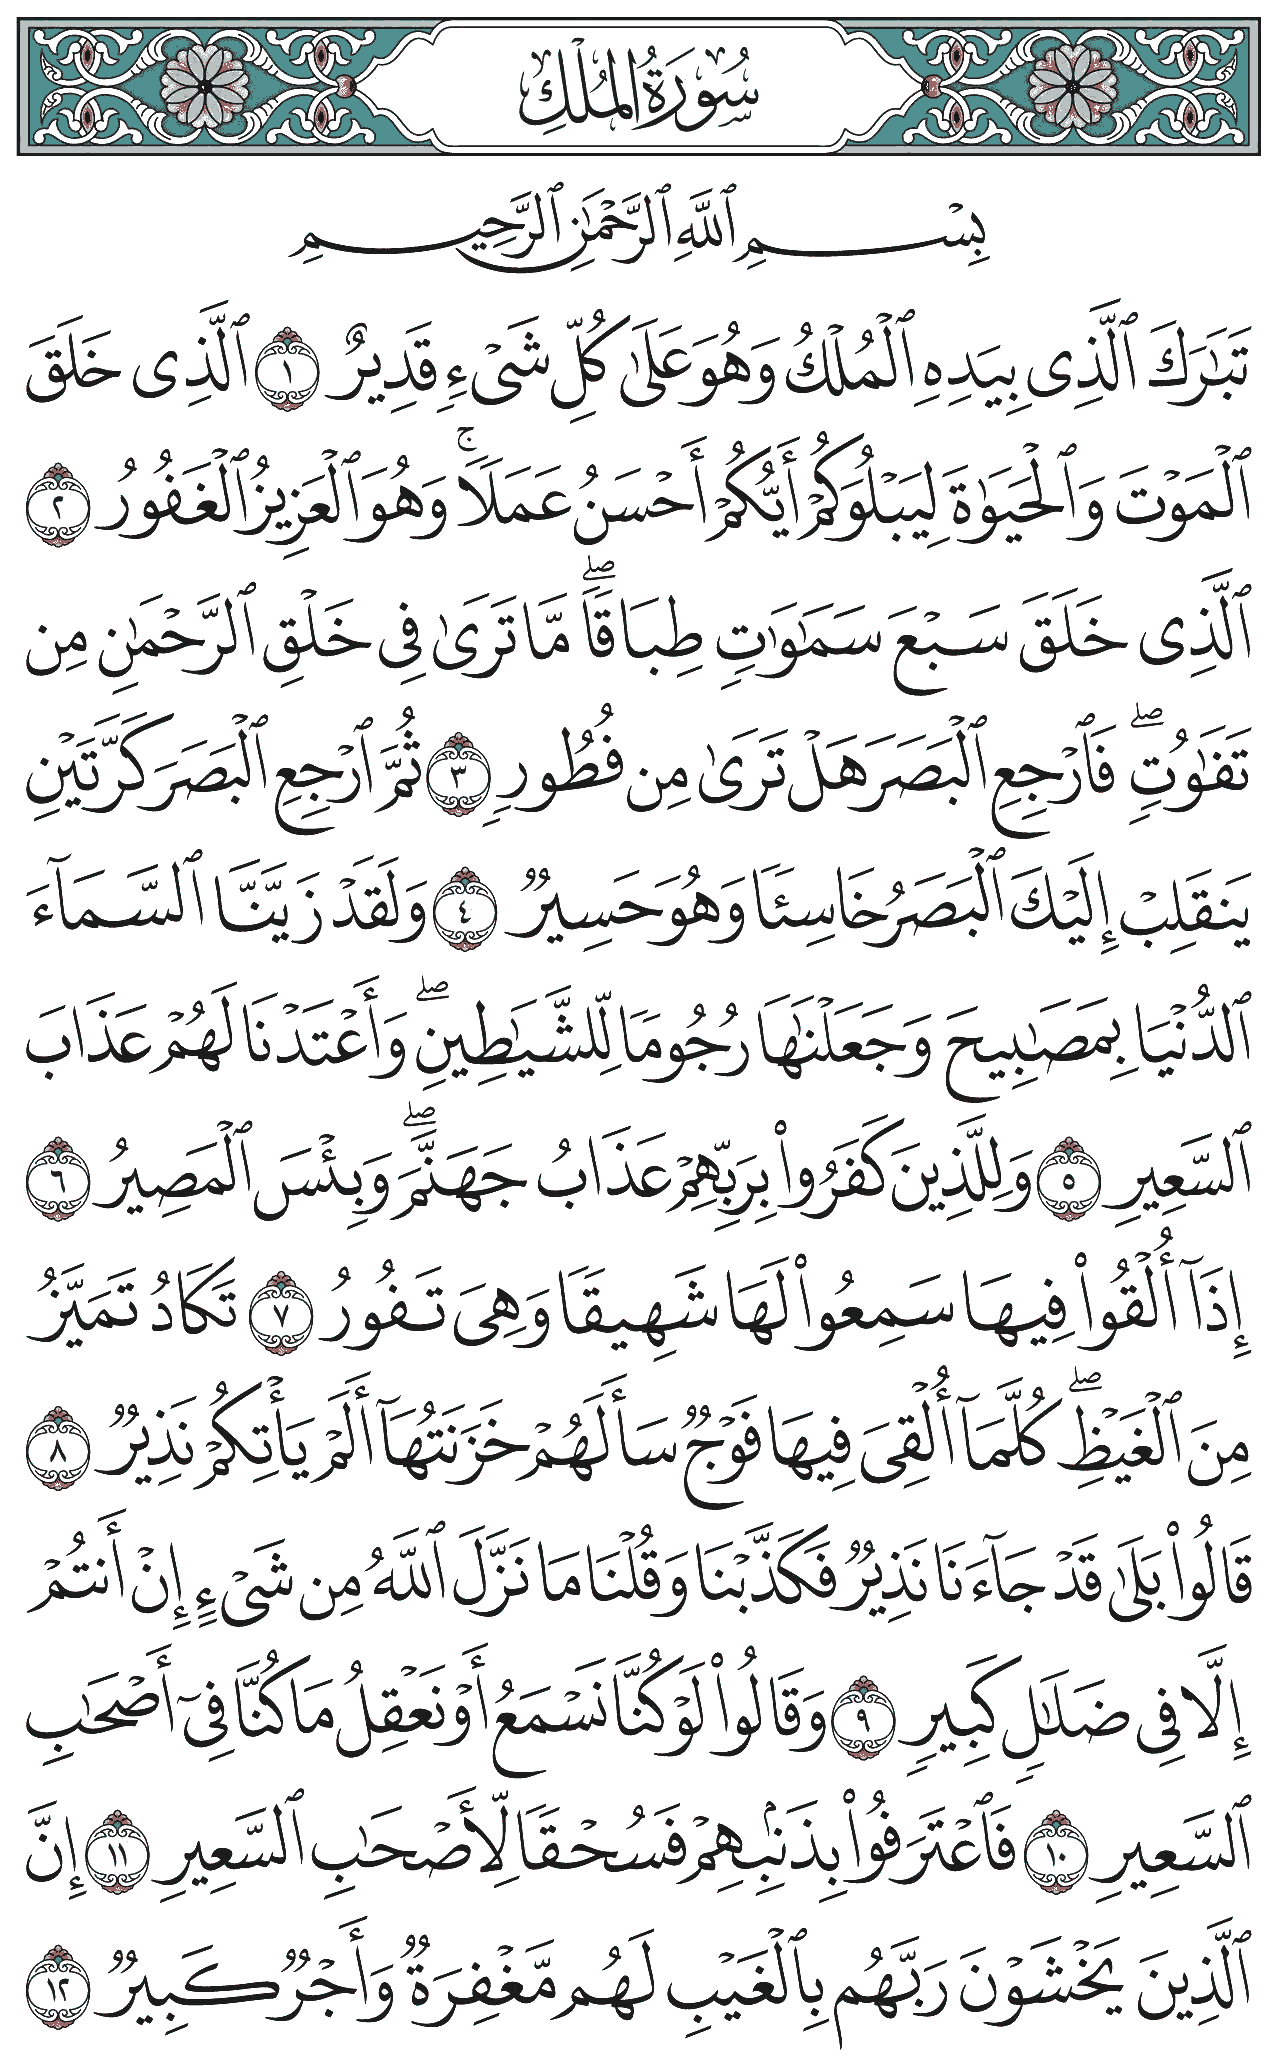 سُورَةُ المُلْكِ
بِسْمِ ٱللَّهِ ٱلرَّحْمَٰنِ ٱلرَّحِيمِ
تَبَٰرَكَ ٱلَّذِى بِيَدِهِ ٱلْمُلْكُ وَهُوَ عَلَىٰ كُلِّ شَىْءٍ قَدِيرٌ ١ ٱلَّذِى خَلَقَ
ٱلْمَوْتَ وَٱلْحَيَوٰةَ لِيَبْلُوَكُمْ أَيُّكُمْ أَحْسَنُ عَمَلًا ۚ وَهُوَ ٱلْعَزِيزُ ٱلْغَفُورُ ٢
ٱلَّذِى خَلَقَ سَبْعَ سَمَٰوَٰتٍ طِبَاقًا ۖ مَّا تَرَىٰ فِى خَلْقِ ٱلرَّحْمَٰنِ مِن
تَفَٰوُتٍ ۖ فَٱرْجِعِ ٱلْبَصَرَ هَلْ تَرَىٰ مِن فُطُورٍ ٣ ثُمَّ ٱرْجِعِ ٱلْبَصَرَ كَرَّتَيْنِ
يَنقَلِبْ إِلَيْكَ ٱلْبَصَرُ خَاسِئًا وَهُوَ حَسِيرٌ ٤ وَلَقَدْ زَيَّنَّا ٱلسَّمَآءَ
ٱلدُّنْيَا بِمَصَٰبِيحَ وَجَعَلْنَٰهَا رُجُومًا لِّلشَّيَٰطِينِ ۖ وَأَعْتَدْنَا لَهُمْ عَذَابَ
ٱلسَّعِيرِ ٥ وَلِلَّذِينَ كَفَرُوا۟ بِرَبِّهِمْ عَذَابُ جَهَنَّمَ ۖ وَبِئْسَ ٱلْمَصِيرُ ٦
إِذَآ أُلْقُوا۟ فِيهَا سَمِعُوا۟ لَهَا شَهِيقًا وَهِىَ تَفُورُ ٧ تَكَادُ تَمَيَّزُ
مِنَ ٱلْغَيْظِ ۖ كُلَّمَآ أُلْقِىَ فِيهَا فَوْجٌ سَأَلَهُمْ خَزَنَتُهَآ أَلَمْ يَأْتِكُمْ نَذِيرٌ ٨
قَالُوا۟ بَلَىٰ قَدْ جَآءَنَا نَذِيرٌ فَكَذَّبْنَا وَقُلْنَا مَا نَزَّلَ ٱللَّهُ مِن شَىْءٍ إِنْ أَنتُمْ
إِلَّا فِى ضَلَٰلٍ كَبِيرٍ ٩ وَقَالُوا۟ لَوْ كُنَّا نَسْمَعُ أَوْ نَعْقِلُ مَا كُنَّا فِىٓ أَصْحَٰبِ
ٱلسَّعِيرِ ١٠ فَٱعْتَرَفُوا۟ بِذَنۢبِهِمْ فَسُحْقًا لِّأَصْحَٰبِ ٱلسَّعِيرِ ١١ إِنَّ
ٱلَّذِينَ يَخْشَوْنَ رَبَّهُم بِٱلْغَيْبِ لَهُم مَّغْفِرَةٌ وَأَجْرٌ كَبِيرٌ ١٢